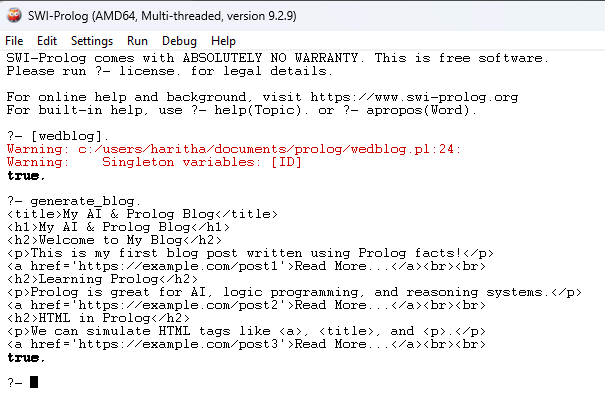 SWI-Prolog (AMD64, Multi-threaded, version 9.2.9)
File Edit Settings Run Debug Help
SWI-Prolog comes with ABSOLUTELY NO WARRANTY. This is free software.
Please run ?- license. for legal details.
For online help and background, visit https://www.swi-prolog.org
For built-in help, use ?- help(Topic). or ?- apropos(Word).
?- [wedblog].
Warning: c:/users/haritha/documents/prolog/wedblog.pl:24:
Warning:    Singleton variables: [ID]
true.
?- generate_blog.
<title>My AI & Prolog Blog</title>
<h1>My AI & Prolog Blog</h1>
<h2>Welcome to My Blog</h2>
<p>This is my first blog post written using Prolog facts!</p>
<a href='https://example.com/post1'>Read More...</a><br><br>
<h2>Learning Prolog</h2>
<p>Prolog is great for AI, logic programming, and reasoning systems.</p>
<a href='https://example.com/post2'>Read More...</a><br><br>
<h2>HTML in Prolog</h2>
<p>We can simulate HTML tags like <a>, <title>, and <p>.</p>
<a href='https://example.com/post3'>Read More...</a><br><br>
true.
?-